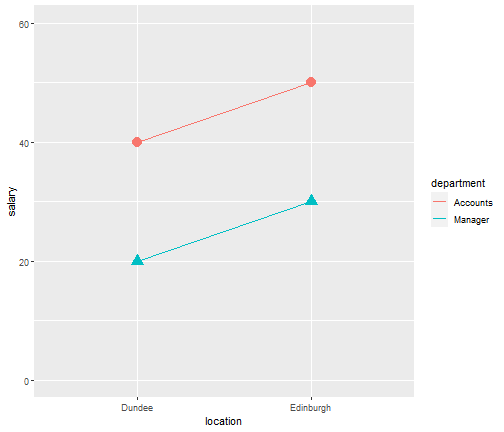 60
40
20
0
salary
Dundee
Edinburgh
location
department
Accounts
Manager